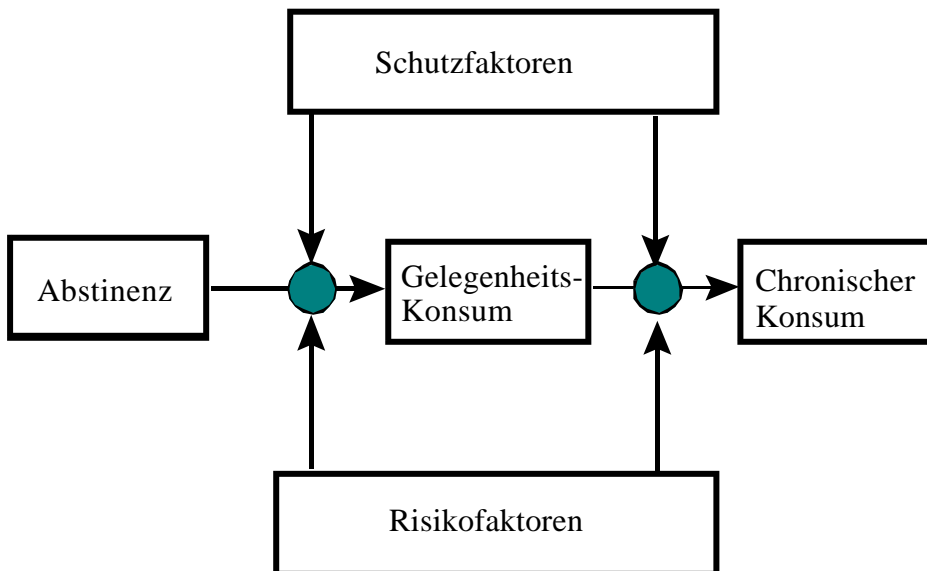 Schutzfaktoren
Abstinenz
Gelegenheits-
Konsum
Chronischer
Konsum
Risikofaktoren